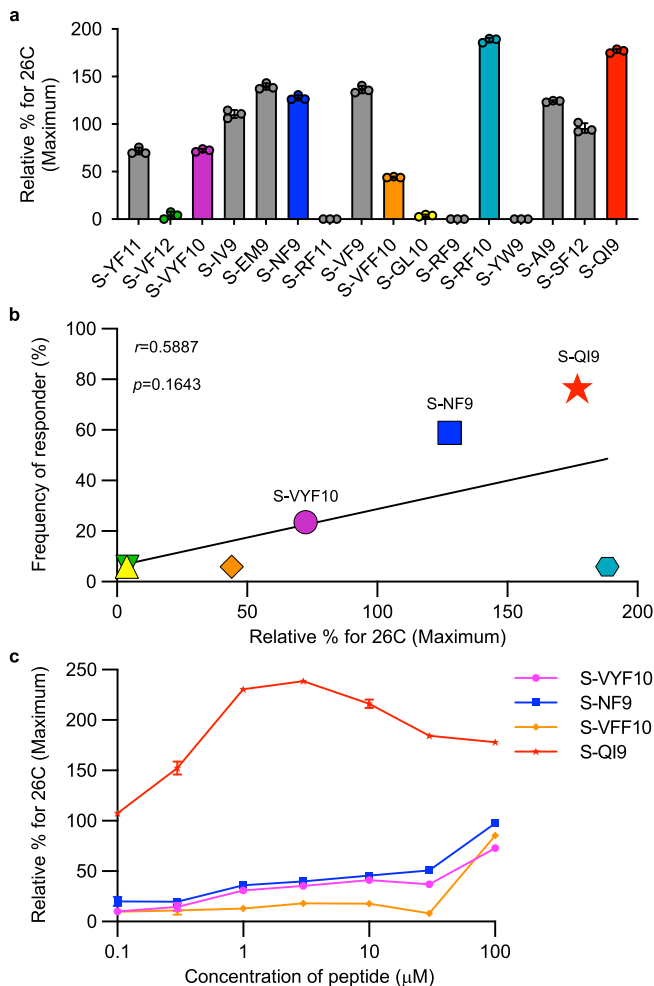 a
Relative % for 26C
(Maximum)
200
150
100
50
0
S-YF11
S-VF12
S-VYF10
S-IV9
S-EM9
S-NF9
S-RF11
S-VF9
S-VFF10
S-GL10
S-RF9
S-RF10
S-YW9
S-AI9
S-SF12
S-QI9
b
Frequency of responder (%)
100
80
60
40
20
0
r=0.5887
p=0.1643
S-QI9
S-NF9
S-VYF10
0 50 100 150 200
Relative % for 26C (Maximum)
c
Relative % for 26C (Maximum)
250
200
150
100
50
0
S-VYF10
S-NF9
S-VFF10
S-QI9
0.1 1 10 100
Concentration of peptide (μM)